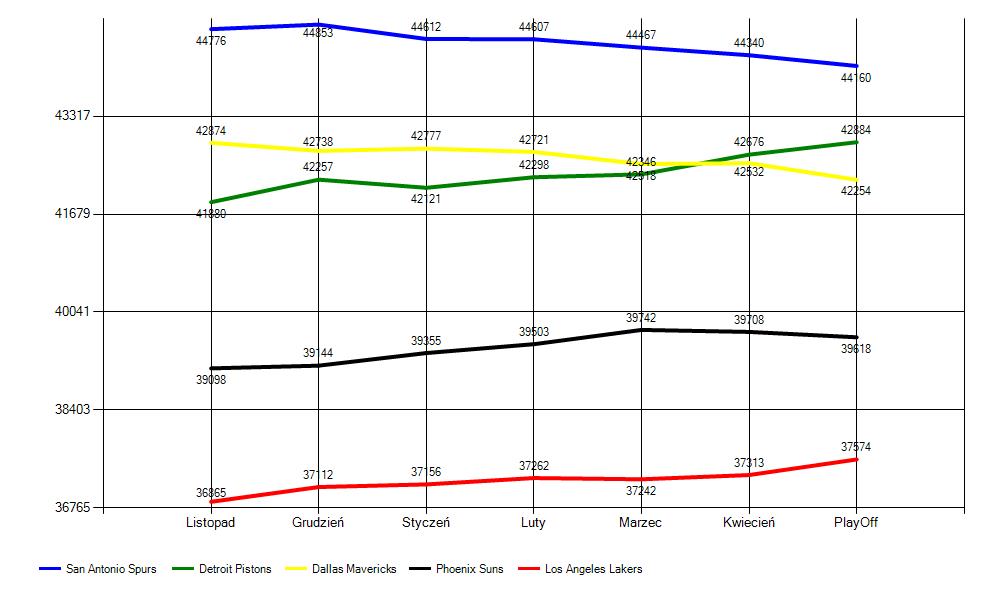 44776 44853 44612 44607 44467 44340 44160
43317
42874 42738 42777 42721 42346 42676 42884
41880 42257 42121 42298 42518 42532 42254
41679
40041
39098 39144 39355 39503 39742 39708 39618
38403
36865 37112 37156 37262 37242 37313 37574
36765
Listopad Grudzień Styczeń Luty Marzec Kwiecień PlayOff
San Antonio Spurs Detroit Pistons Dallas Mavericks Phoenix Suns Los Angeles Lakers